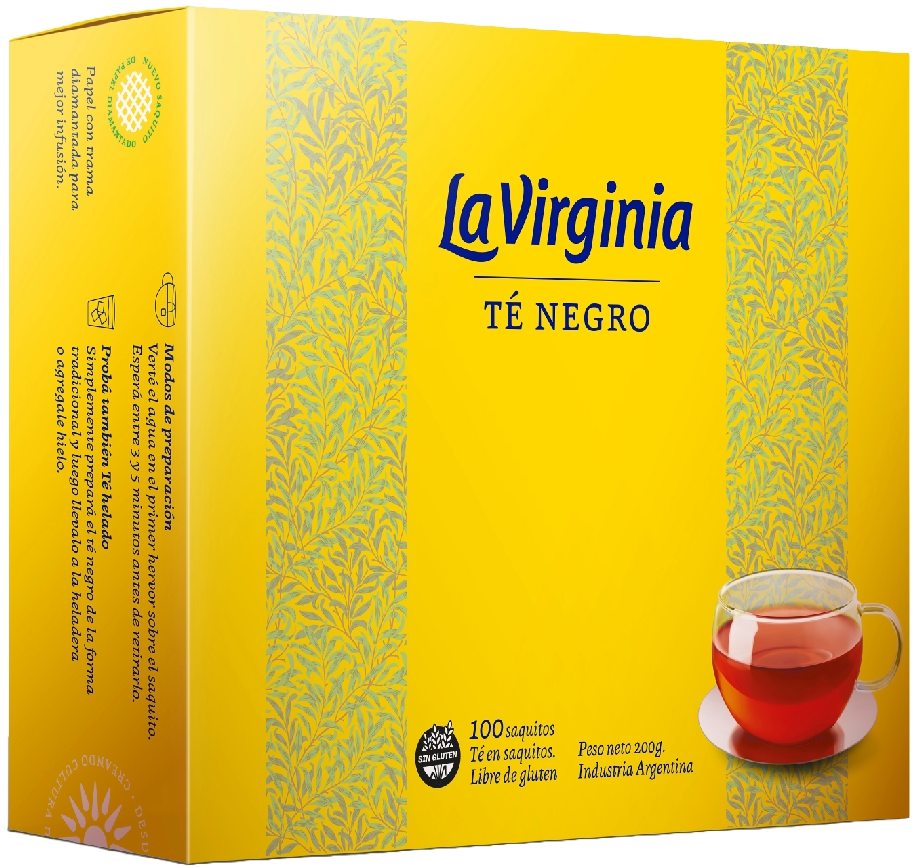 La Virginia
TÉ NEGRO
SIN GLUTEN
100 saquitos
Té en saquitos.
Libre de gluten
Peso neto 200g.
Industria Argentina
NUEVO SAQUITO DE PAPEL DIAMANTADO
Papel con trama
diamantada para
mejor infusión.
Modos de preparación
Verté el agua en el primer hervor sobre el saquito.
Esperá entre 3 y 5 minutos antes de retirarlo.
Probá también Té helado
Simplemente prepará el té negro de la forma
tradicional y luego llevalo a la heladera
o agregale hielo.
CREANDO CULTURA